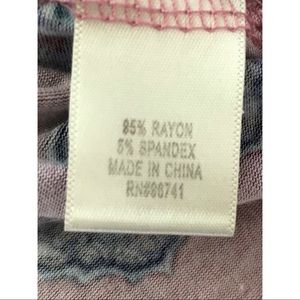 95% RAYON
5% SPANDEX
MADE IN CHINA
RN#86741